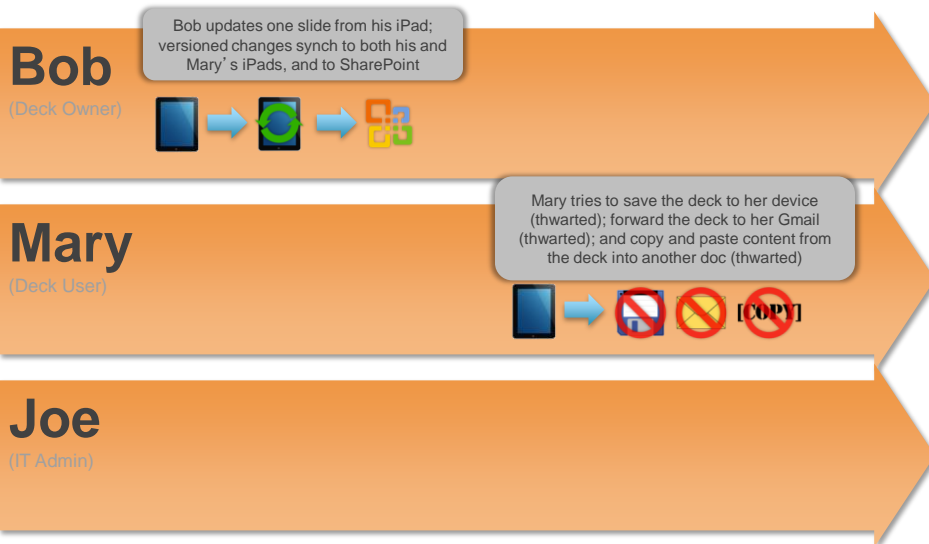 Bob updates one slide from his iPad;
versioned changes synch to both his and
Mary's iPads, and to SharePoint
Bob
(Deck Owner)
Mary tries to save the deck to her device
(thwarted); forward the deck to her Gmail
(thwarted); and copy and paste content from
the deck into another doc (thwarted)
Mary
(Deck User)
[COPY]
Joe
(IT Admin)